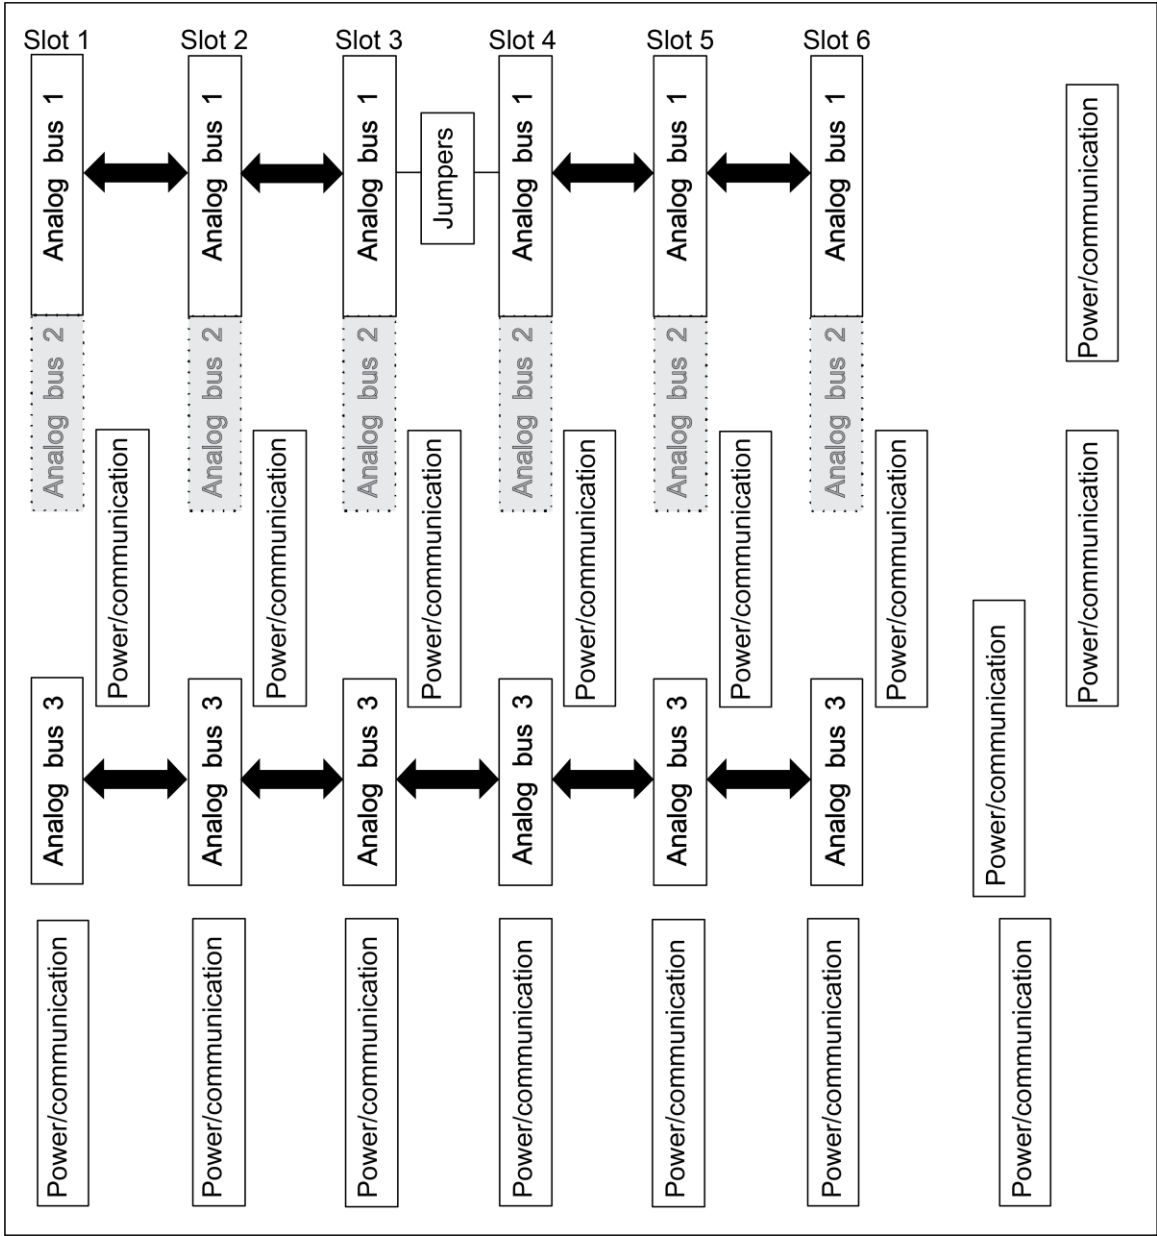 Slot 1
Slot 2
Slot 3
Slot 4
Slot 5
Slot 6
Analog bus 1
Analog bus 1
Analog bus 1
Jumpers
Analog bus 1
Analog bus 1
Analog bus 1
Power/communication
Analog bus 2
Analog bus 2
Analog bus 2
Analog bus 2
Analog bus 2
Analog bus 2
Power/communication
Power/communication
Power/communication
Power/communication
Power/communication
Power/communication
Power/communication
Power/communication
Analog bus 3
Analog bus 3
Analog bus 3
Analog bus 3
Analog bus 3
Analog bus 3
Power/communication
Power/communication
Power/communication
Power/communication
Power/communication
Power/communication
Power/communication